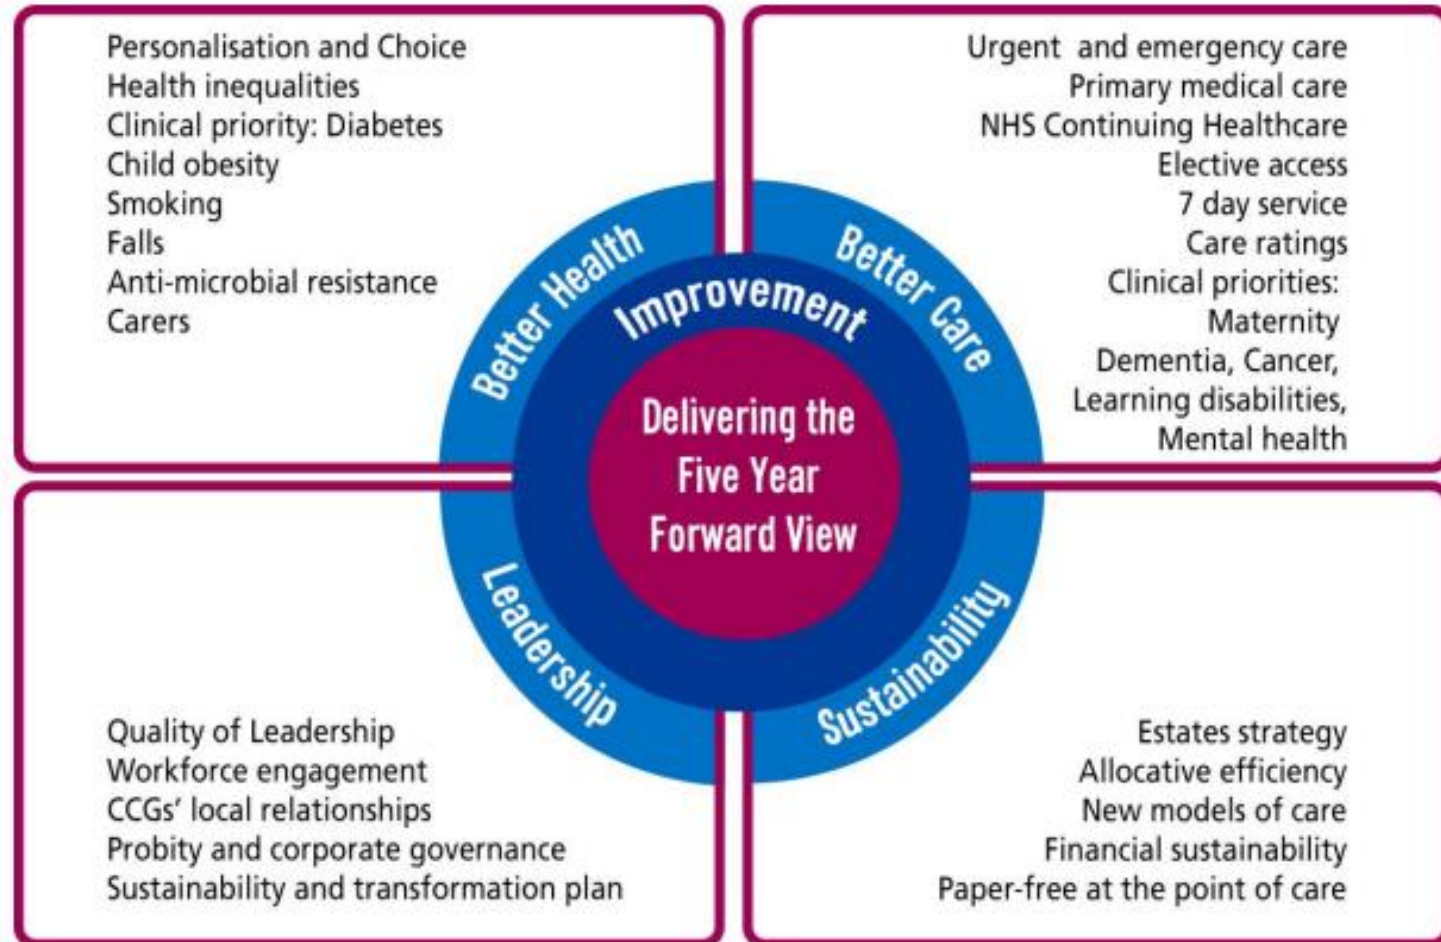 Personalisation and Choice
Health inequalities
Clinical priority: Diabetes
Child obesity
Smoking
Falls
Anti-microbial resistance
Carers
Urgent and emergency care
Primary medical care
NHS Continuing Healthcare
Elective access
7 day service
Care ratings
Clinical priorities:
Maternity
Dementia, Cancer,
Learning disabilities,
Mental health
Better Health
Better Care
Improvement
Delivering the
Five Year
Forward View
Leadership
Sustainability
Quality of Leadership
Workforce engagement
CCGs' local relationships
Probity and corporate governance
Sustainability and transformation plan
Estates strategy
Allocative efficiency
New models of care
Financial sustainability
Paper-free at the point of care